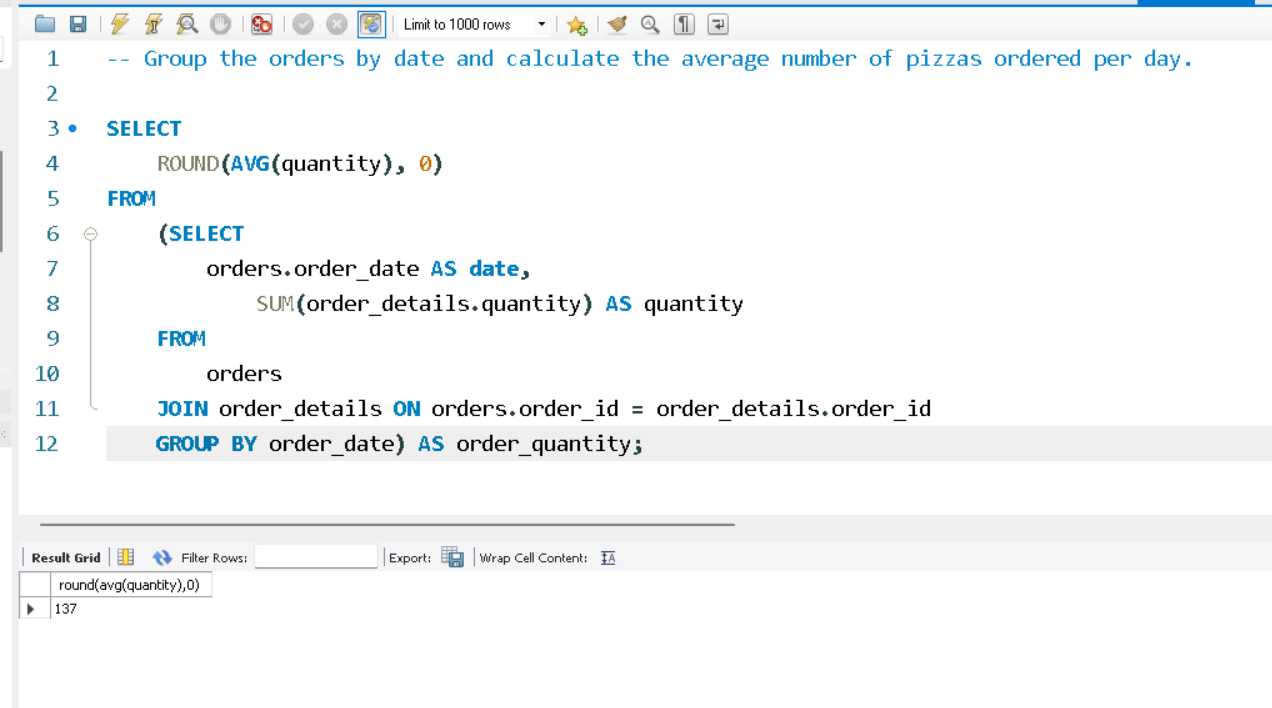 Limit to 1000 rows
1 -- Group the orders by date and calculate the average number of pizzas ordered per day.
2
3 SELECT
4 ROUND(AVG(quantity), 0)
5 FROM
6 (SELECT
7 orders.order_date AS date,
8 SUM(order_details.quantity) AS quantity
9 FROM
10 orders
11 JOIN order_details ON orders.order_id = order_details.order_id
12 GROUP BY order_date) AS order_quantity;
Result Grid Filter Rows: Export: Wrap Cell Content: IA
round(avg(quantity),0)
137